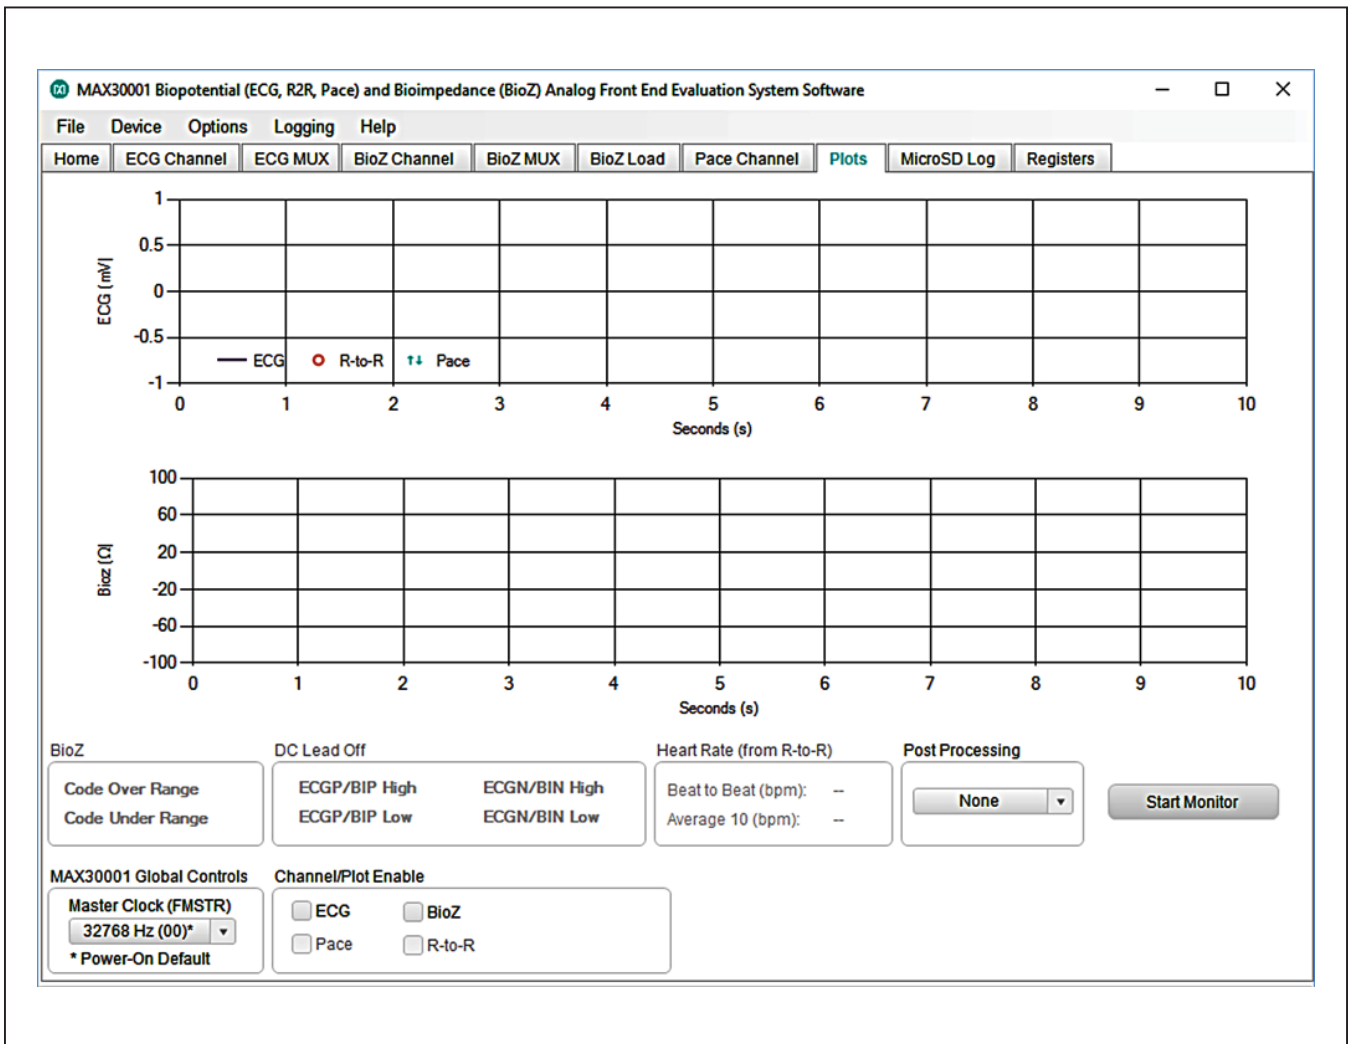 MAX30001 Biopotential (ECG, R2R, Pace) and Bioimpedance (BioZ) Analog Front End Evaluation System Software
File Device Options Logging Help
Home ECG Channel ECG MUX BioZ Channel BioZ MUX BioZ Load Pace Channel Plots MicroSD Log Registers
1
0.5
0
-0.5
-1
ECG (mV)
ECG R-to-R Pace
0 1 2 3 4 5 6 7 8 9 10
Seconds (s)
100
60
20
-20
-60
-100
Bioz (Ω)
0 1 2 3 4 5 6 7 8 9 10
Seconds (s)
BioZ
Code Over Range
Code Under Range
DC Lead Off
ECGP/BIP High ECGN/BIN High
ECGP/BIP Low ECGN/BIN Low
Heart Rate (from R-to-R)
Beat to Beat (bpm): --
Average 10 (bpm): --
Post Processing
None
Start Monitor
MAX30001 Global Controls
Master Clock (FMSTR)
32768 Hz (00)*
* Power-On Default
Channel/Plot Enable
ECG BioZ
Pace R-to-R